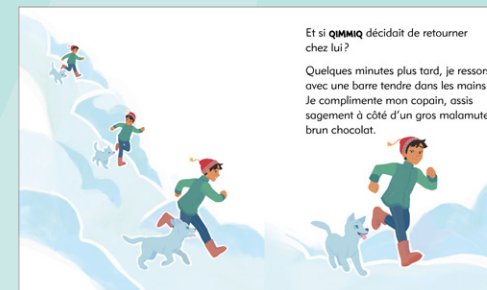 Et si QIMMIQ décidait de retourner
chez lui?
Quelques minutes plus tard, je ressors
avec une barre tendre dans les mains
Je complimente mon copain, assis
sagement à côté d'un gros malamute
brun chocolat.